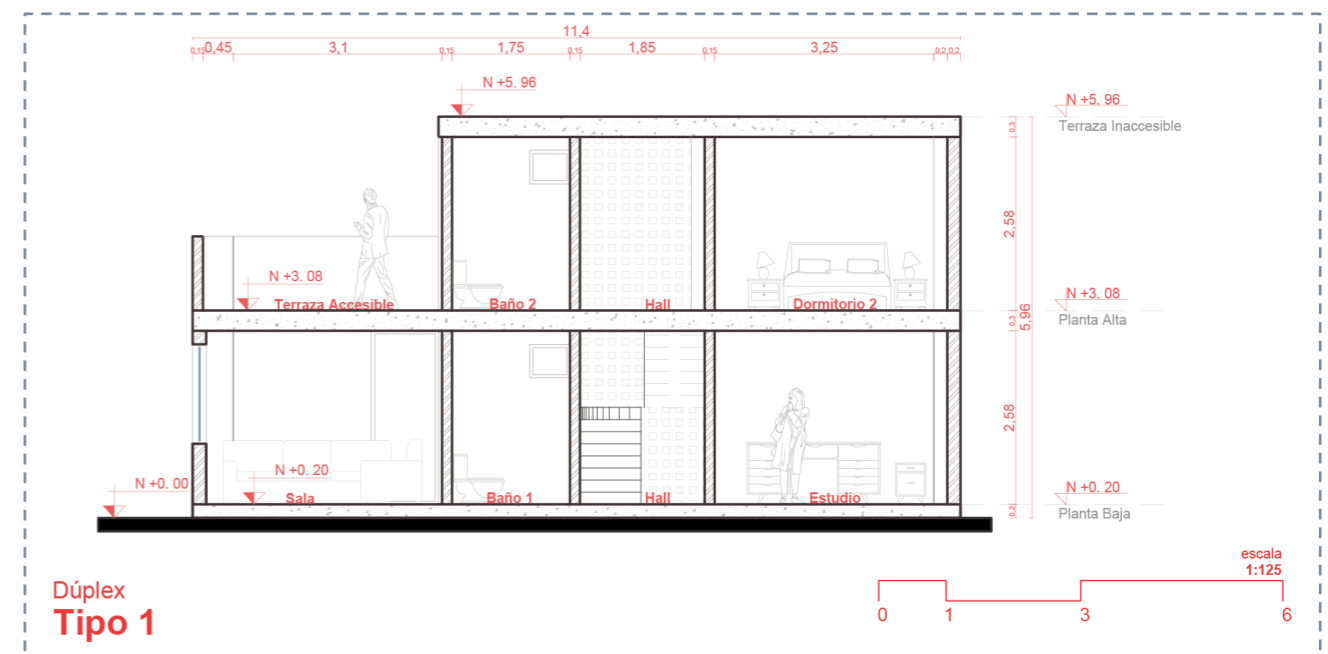 11,4
0,15 0,45 3,1 0,15 1,75 0,15 1,85 0,15 3,25 0,2 0,2
N +5. 96
N +5. 96
Terraza Inaccesible
0,3
2,58
N +3. 08
Terraza Accesible
Baño 2
Hall
Dormitorio 2
N +3. 08
Planta Alta
0,3
5,96
2,58
N +0. 00
N +0. 20
Sala
Baño 1
Hall
Estudio
N +0. 20
Planta Baja
0,2
escala
1:125
Dúplex
Tipo 1
0 1 3 6